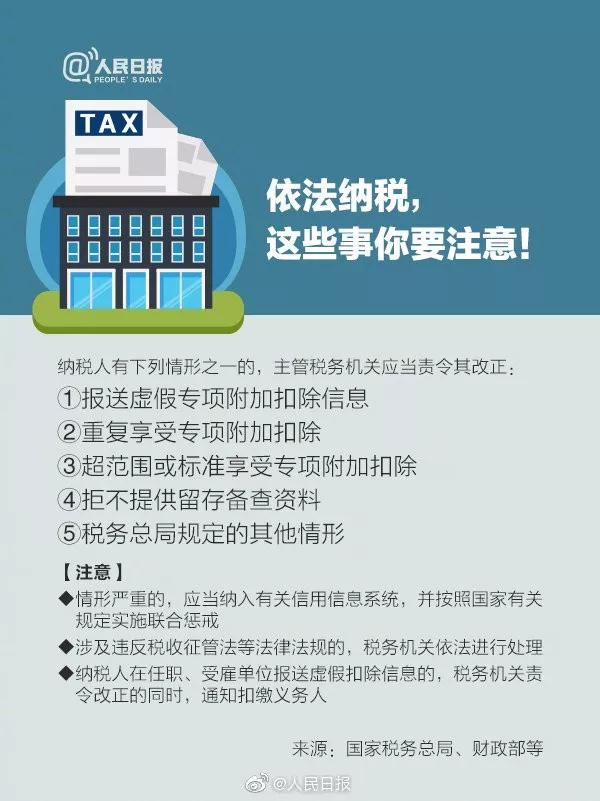 @人民日报
PEOPLE'S DAILY
TAX
依法纳税，
这些事你要注意！
纳税人有下列情形之一的，主管税务机关应当责令其改正：
①报送虚假专项附加扣除信息
②重复享受专项附加扣除
③超范围或标准享受专项附加扣除
④拒不提供留存备查资料
⑤税务总局规定的其他情形
【注意】
◆情形严重的，应当纳入有关信用信息系统，并按照国家有关
规定实施联合惩戒
◆涉及违反税收征管法等法律法规的，税务机关依法进行处理
◆纳税人在任职、受雇单位报送虚假扣除信息的，税务机关责
令改正的同时，通知扣缴义务人
来源：国家税务总局、财政部等
@人民日报